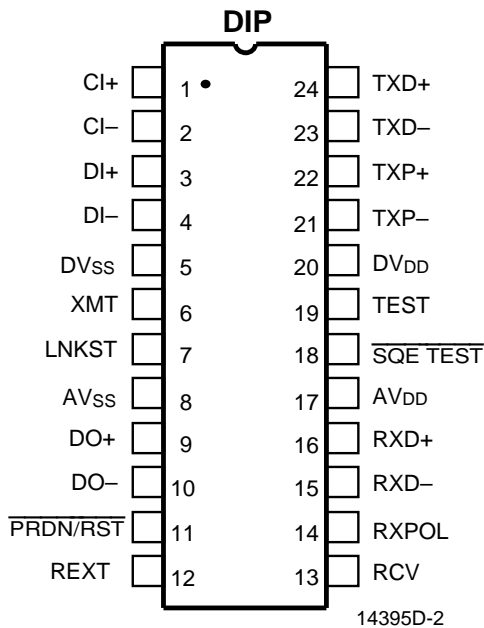 DIP
CI+ 1 24 TXD+
CI– 2 23 TXD–
DI+ 3 22 TXP+
DI– 4 21 TXP–
DVSS 5 20 DVDD
XMT 6 19 TEST
LNKST 7 18 SQE TEST
AVSS 8 17 AVDD
DO+ 9 16 RXD+
DO– 10 15 RXD–
PRDN/RST 11 14 RXPOL
REXT 12 13 RCV
14395D-2